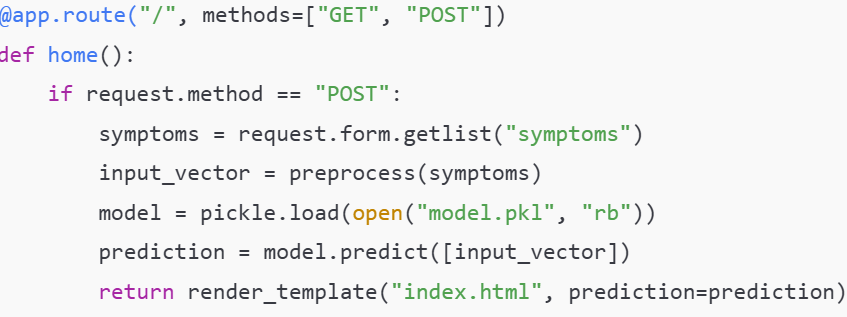 @app.route("/", methods=["GET", "POST"])
def home():
    if request.method == "POST":
        symptoms = request.form.getlist("symptoms")
        input_vector = preprocess(symptoms)
        model = pickle.load(open("model.pkl", "rb"))
        prediction = model.predict([input_vector])
        return render_template("index.html", prediction=prediction)